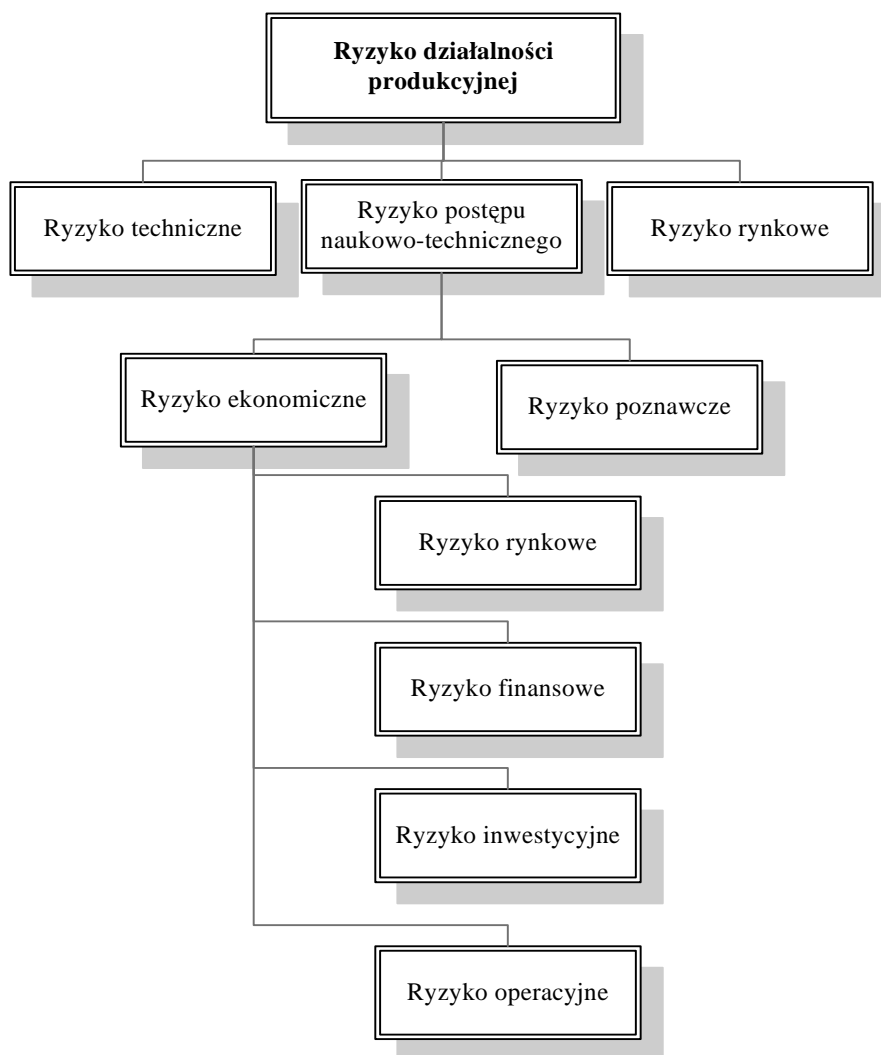 Ryzyko działalności
produkcyjnej
Ryzyko techniczne
Ryzyko postępu
naukowo-technicznego
Ryzyko rynkowe
Ryzyko ekonomiczne
Ryzyko poznawcze
Ryzyko rynkowe
Ryzyko finansowe
Ryzyko inwestycyjne
Ryzyko operacyjne